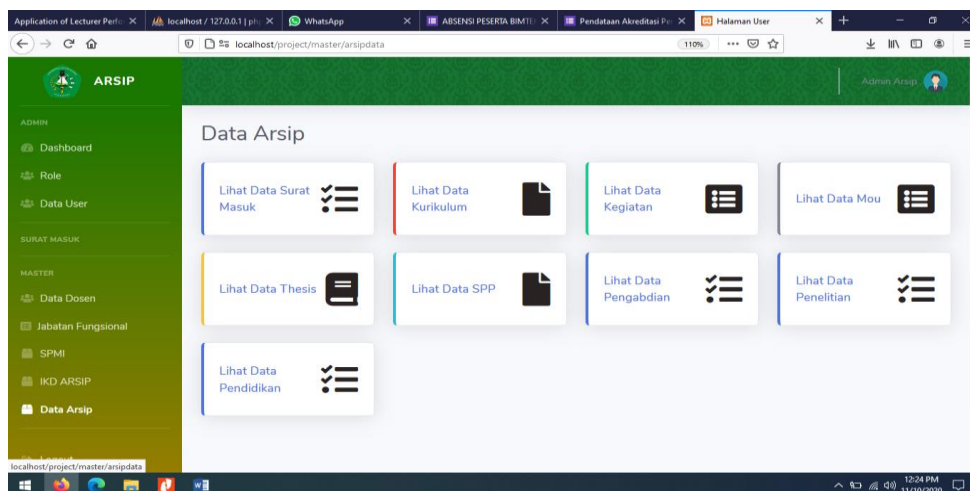 Application of Lecturer Perfo
localhost / 127.0.0.1 | ph
WhatsApp
ABSENSI PESERTA BIMTE
Pendataan Akreditasi Pe
Halaman User
localhost/project/master/arsipdata
110%
ARSIP
Admin Arsip
ADMIN
Dashboard
Role
Data User
SURAT MASUK
MASTER
Data Dosen
Jabatan Fungsional
SPMI
IKD ARSIP
Data Arsip
Data Arsip
Lihat Data Surat
Masuk
Lihat Data
Kurikulum
Lihat Data
Kegiatan
Lihat Data Mou
Lihat Data Thesis
Lihat Data SPP
Lihat Data
Pengabdian
Lihat Data
Penelitian
Lihat Data
Pendidikan
localhost/project/master/arsipdata
12:24 PM
11/10/2020